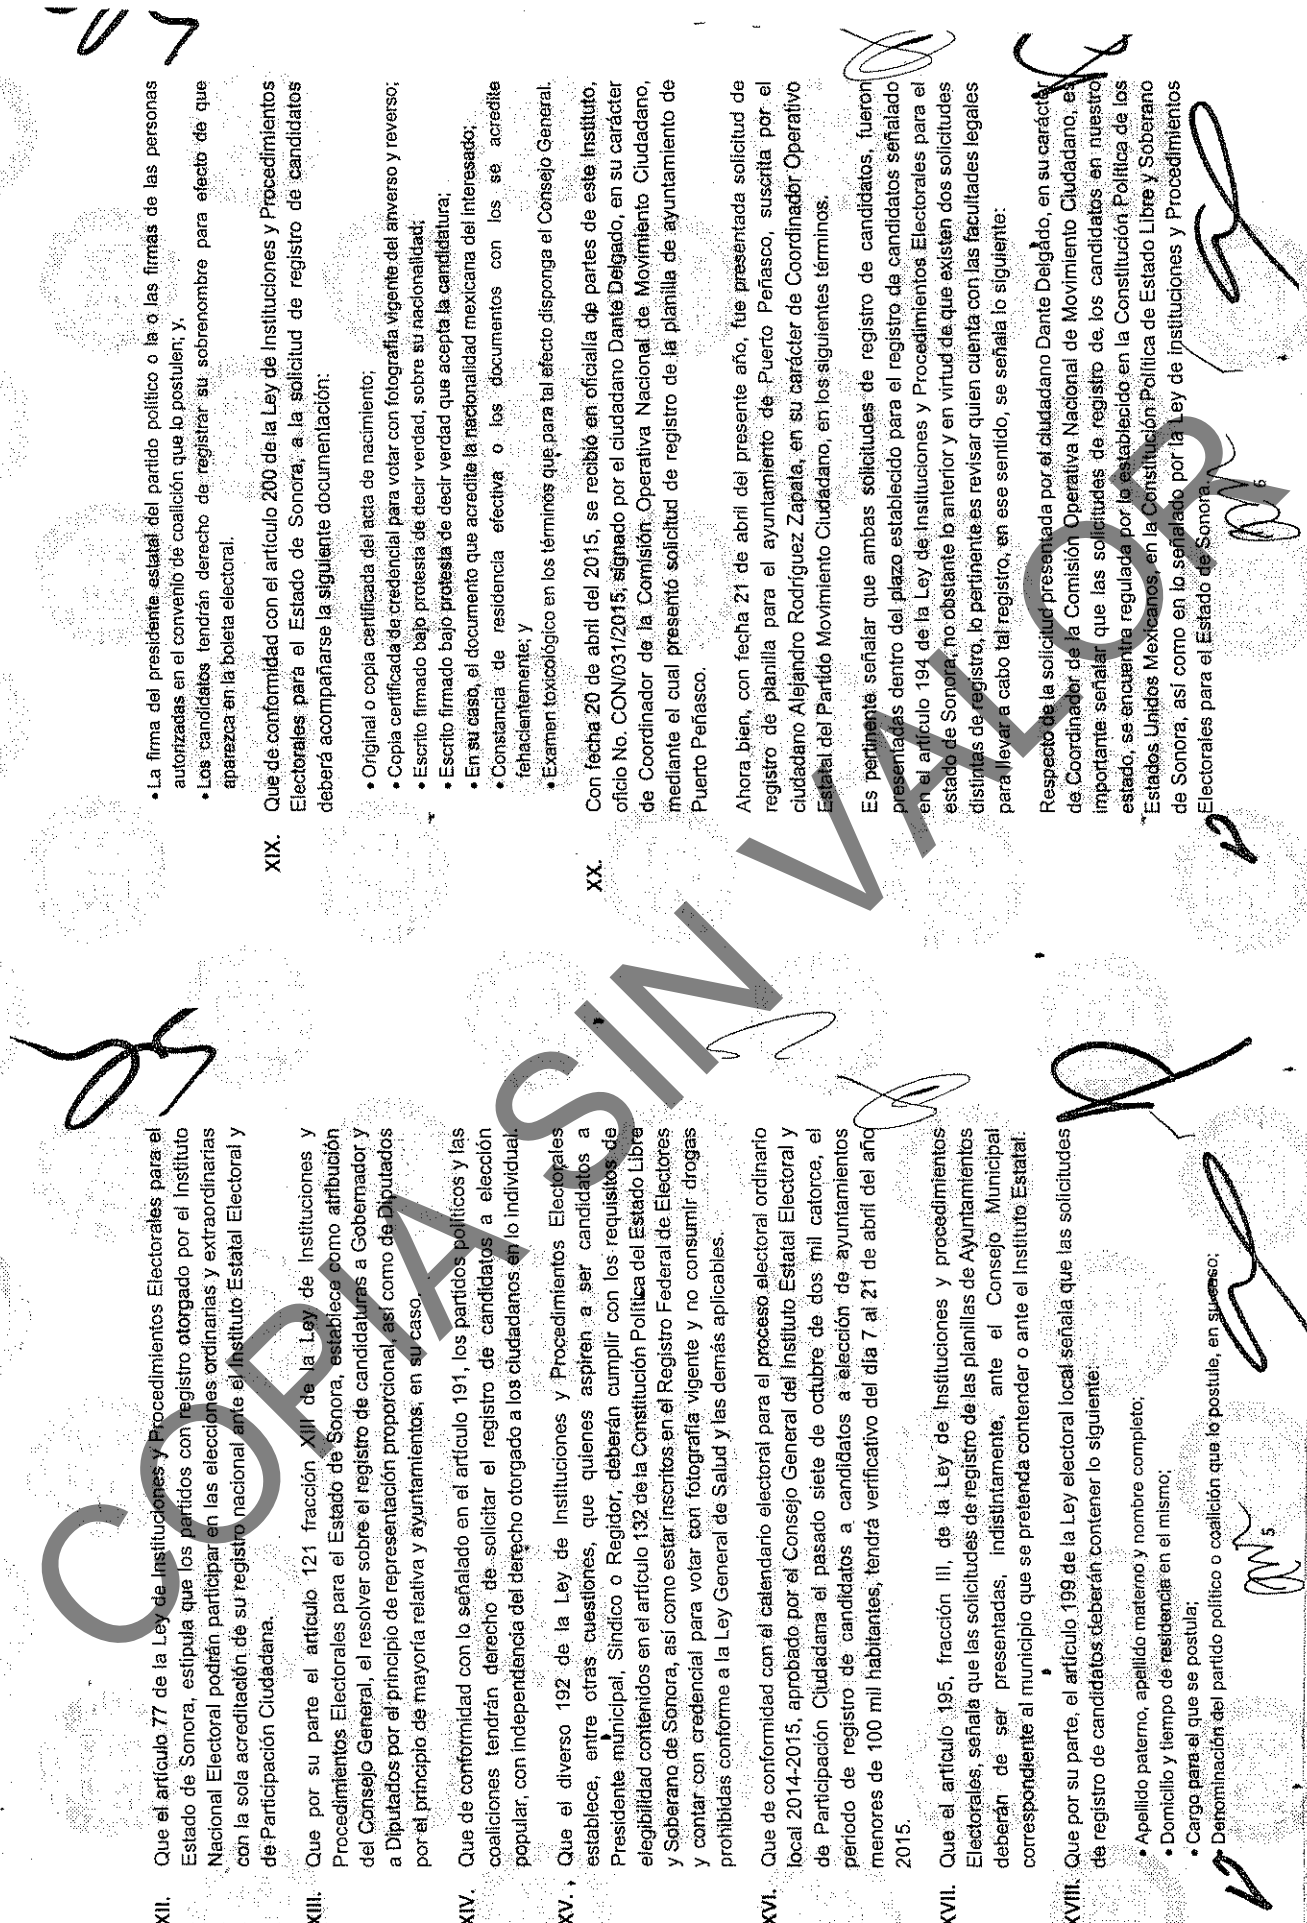 XII. Que el artículo 77 de la Ley de Instituciones y Procedimientos Electorales para el
Estado de Sonora, estipula que los partidos con registro otorgado por el Instituto
Nacional Electoral podrán participar en las elecciones ordinarias y extraordinarias
con la sola acreditación de su registro nacional ante el Instituto Estatal Electoral y
de Participación Ciudadana.
XIII. Que por su parte el artículo 121 fracción XIII de la Ley de Instituciones y
Procedimientos Electorales para el Estado de Sonora, establece como atribución
del Consejo General, el resolver sobre el registro de candidaturas a Gobernador y
a Diputados por el principio de representación proporcional, así como de Diputados
por el principio de mayoría relativa y ayuntamientos, en su caso.
XIV. Que de conformidad con lo señalado en el artículo 191, los partidos políticos y las
coaliciones tendrán derecho de solicitar el registro de candidatos a elección
popular, con independencia del derecho otorgado a los ciudadanos en lo individual.
XV. Que el diverso 192 de la Ley de Instituciones y Procedimientos Electorales
establece, entre otras cuestiones, que quienes aspiren a ser candidatos a
Presidente municipal, Síndico o Regidor, deberán cumplir con los requisitos de
elegibilidad contenidos en el artículo 132 de la Constitución Política del Estado Libre
y Soberano de Sonora, así como estar inscritos en el Registro Federal de Electores
y contar con credencial para votar con fotografía vigente y no consumir drogas
prohibidas conforme a la Ley General de Salud y las demás aplicables.
XVI. Que de conformidad con el calendario electoral para el proceso electoral ordinario
local 2014-2015, aprobado por el Consejo General del Instituto Estatal Electoral y
de Participación Ciudadana el pasado siete de octubre de dos mil catorce, el
periodo de registro de candidatos a candidatos a elección de ayuntamientos
menores de 100 mil habitantes, tendrá verificativo del día 7 al 21 de abril del año
2015.
XVII. Que el artículo 195, fracción III, de la Ley de Instituciones y procedimientos
Electorales, señala que las solicitudes de registro de las planillas de Ayuntamientos
deberán de ser presentadas, indistintamente, ante el Consejo Municipal
correspondiente al municipio que se pretenda contender o ante el Instituto Estatal.
XVIII. Que por su parte, el artículo 199 de la Ley electoral local señala que las solicitudes
de registro de candidatos deberán contener lo siguiente:
• Apellido paterno, apellido materno y nombre completo;
• Domicilio y tiempo de residencia en el mismo;
• Cargo para el que se postula;
• Denominación del partido político o coalición que lo postule, en su caso;
5
• La firma del presidente estatal del partido político o la o las firmas de las personas
autorizadas en el convenio de coalición que lo postulen; y,
• Los candidatos tendrán derecho de registrar su sobrenombre para efecto de que
aparezca en la boleta electoral.
XIX. Que de conformidad con el artículo 200 de la Ley de Instituciones y Procedimientos
Electorales para el Estado de Sonora, a la solicitud de registro de candidatos
deberá acompañarse la siguiente documentación:
• Original o copia certificada del acta de nacimiento;
• Copia certificada de credencial para votar con fotografía vigente del anverso y reverso;
• Escrito firmado bajo protesta de decir verdad, sobre su nacionalidad;
• Escrito firmado bajo protesta de decir verdad que acepta la candidatura;
• En su caso, el documento que acredite la nacionalidad mexicana del interesado;
• Constancia de residencia efectiva o los documentos con los se acredite
fehacientemente; y
• Examen toxicológico en los términos que para tal efecto disponga el Consejo General.
XX. Con fecha 20 de abril del 2015, se recibió en oficialía de partes de este Instituto,
oficio No. CON/031/2015, signado por el ciudadano Dante Delgado, en su carácter
de Coordinador de la Comisión Operativa Nacional de Movimiento Ciudadano,
mediante el cual presentó solicitud de registro de la planilla de ayuntamiento de
Puerto Peñasco.
Ahora bien, con fecha 21 de abril del presente año, fue presentada solicitud de
registro de planilla para el ayuntamiento de Puerto Peñasco, suscrita por el
ciudadano Alejandro Rodríguez Zapata, en su carácter de Coordinador Operativo
Estatal del Partido Movimiento Ciudadano, en los siguientes términos.
Es pertinente señalar que ambas solicitudes de registro de candidatos, fueron
presentadas dentro del plazo establecido para el registro de candidatos señalado
en el artículo 194 de la Ley de Instituciones y Procedimientos Electorales para el
estado de Sonora, no obstante lo anterior y en virtud de que existen dos solicitudes
distintas de registro, lo pertinente es revisar quien cuenta con las facultades legales
para llevar a cabo tal registro, en ese sentido, se señala lo siguiente:
Respecto de la solicitud presentada por el ciudadano Dante Delgado, en su carácter
de Coordinador de la Comisión Operativa Nacional de Movimiento Ciudadano, es
importante señalar que las solicitudes de registro de los candidatos en nuestro
estado, se encuentra regulada por lo establecido en la Constitución Política de los
Estados Unidos Mexicanos, en la Constitución Política de Estado Libre y Soberano
de Sonora, así como en lo señalado por la Ley de instituciones y Procedimientos
Electorales para el Estado de Sonora.
6
COPIA SIN VALOR